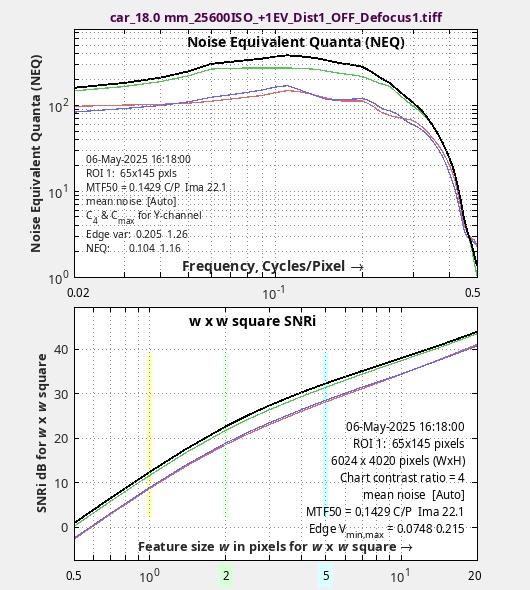 car_18.0 mm_25600ISO_+1EV_Dist1_OFF_Defocus1.tiff
Noise Equivalent Quanta (NEQ)
Noise Equivalent Quanta (NEQ)
10²
10¹
10⁰
06-May-2025 16:18:00
ROI 1:  65x145 pxls
MTF50 = 0.1429 C/P  Ima 22.1
mean noise  [Auto]
C₄ & Cmax for Y-channel
Edge var:  0.205  1.26
NEQ:       0.104  1.16
Frequency, Cycles/Pixel →
0.02 10⁻¹ 0.5
w x w square SNRi
SNRi dB for w x w square
40
30
20
10
0
06-May-2025 16:18:00
ROI 1:  65x145 pixels
6024 x 4020 pixels (WxH)
Chart contrast ratio = 4
mean noise  [Auto]
MTF50 = 0.1429 C/P  Ima 22.1
Edge Vmin,max = 0.0748 0.215
Feature size w in pixels for w x w square →
0.5 10⁰ 2 5 10¹ 20